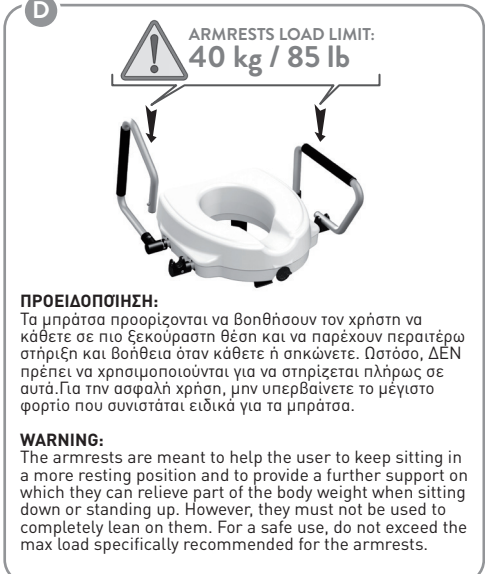 D
ARMRESTS LOAD LIMIT:
40 kg / 85 lb
ΠΡΟΕΙΔΟΠΟΊΗΣΗ:
Τα μπράτσα προορίζονται να βοηθήσουν τον χρήστη να
κάθετε σε πιο ξεκούραστη θέση και να παρέχουν περαιτέρω
στήριξη και βοήθεια όταν κάθετε ή σηκώνετε. Ωστόσο, ΔΕΝ
πρέπει να χρησιμοποιούνται για να στηρίζεται πλήρως σε
αυτά.Για την ασφαλή χρήση, μην υπερβαίνετε το μέγιστο
φορτίο που συνιστάται ειδικά για τα μπράτσα.
WARNING:
The armrests are meant to help the user to keep sitting in
a more resting position and to provide a further support on
which they can relieve part of the body weight when sitting
down or standing up. However, they must not be used to
completely lean on them. For a safe use, do not exceed the
max load specifically recommended for the armrests.